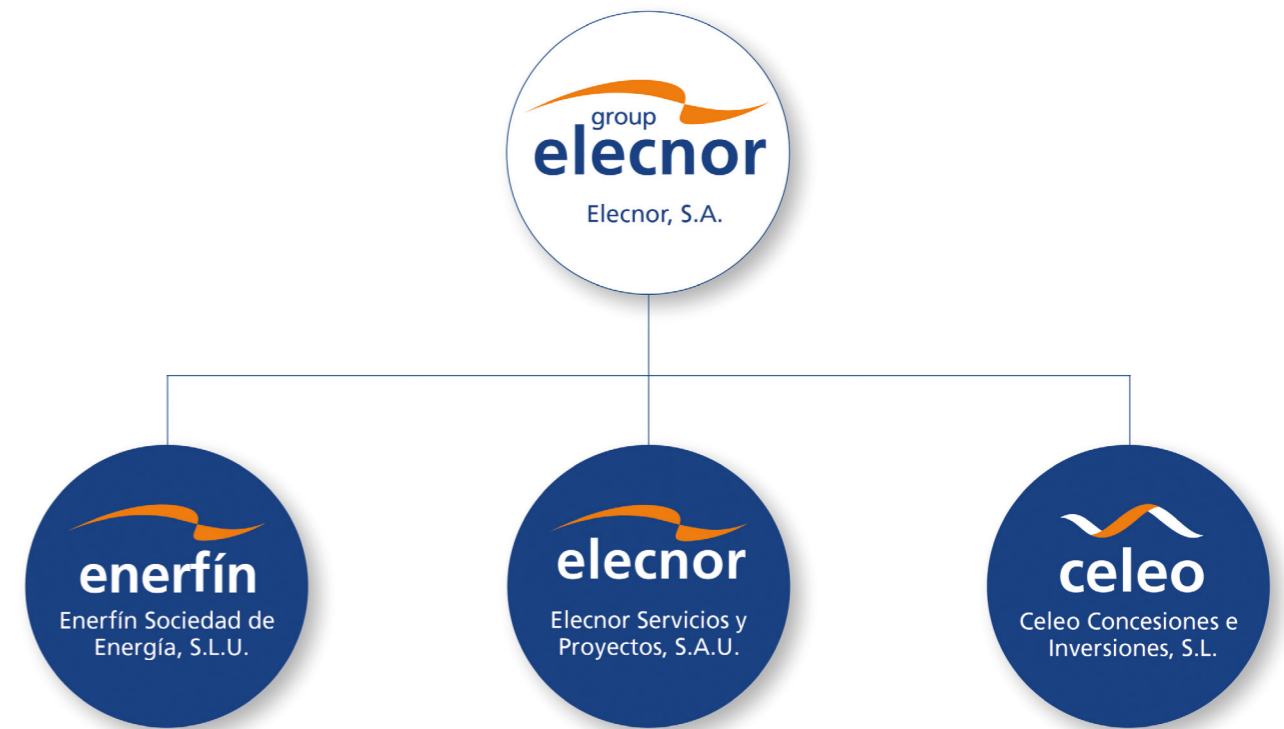 group
elecnor
Elecnor, S.A.
enerfín
Enerfín Sociedad de
Energía, S.L.U.
elecnor
Elecnor Servicios y
Proyectos, S.A.U.
celeo
Celeo Concesiones e
Inversiones, S.L.